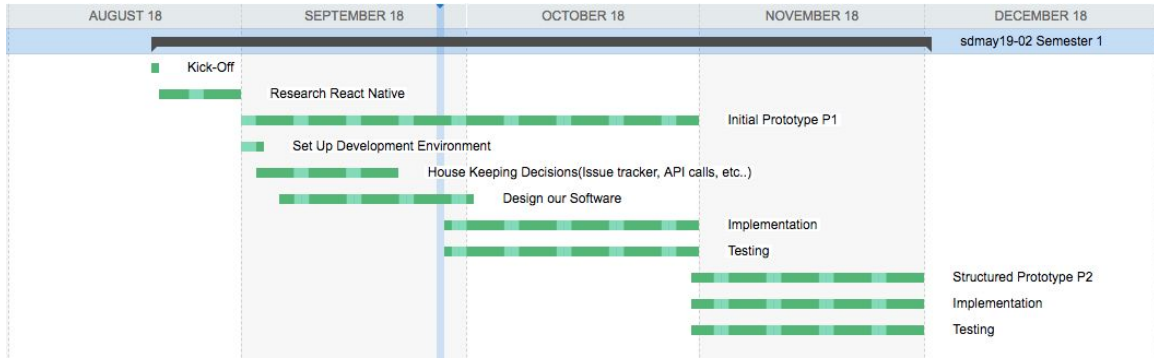 AUGUST 18 SEPTEMBER 18 OCTOBER 18 NOVEMBER 18 DECEMBER 18
sdmay19-02 Semester 1
Kick-Off
Research React Native
Initial Prototype P1
Set Up Development Environment
House Keeping Decisions(Issue tracker, API calls, etc..)
Design our Software
Implementation
Testing
Structured Prototype P2
Implementation
Testing